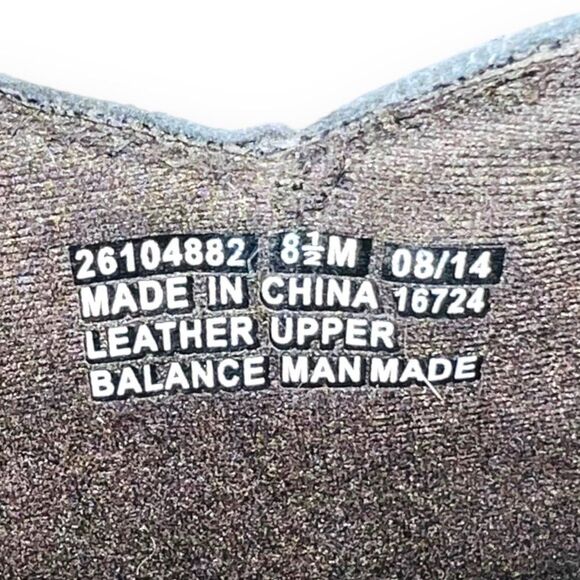 26104882 8½M 08/14
MADE IN CHINA 16724
LEATHER UPPER
BALANCE MAN MADE